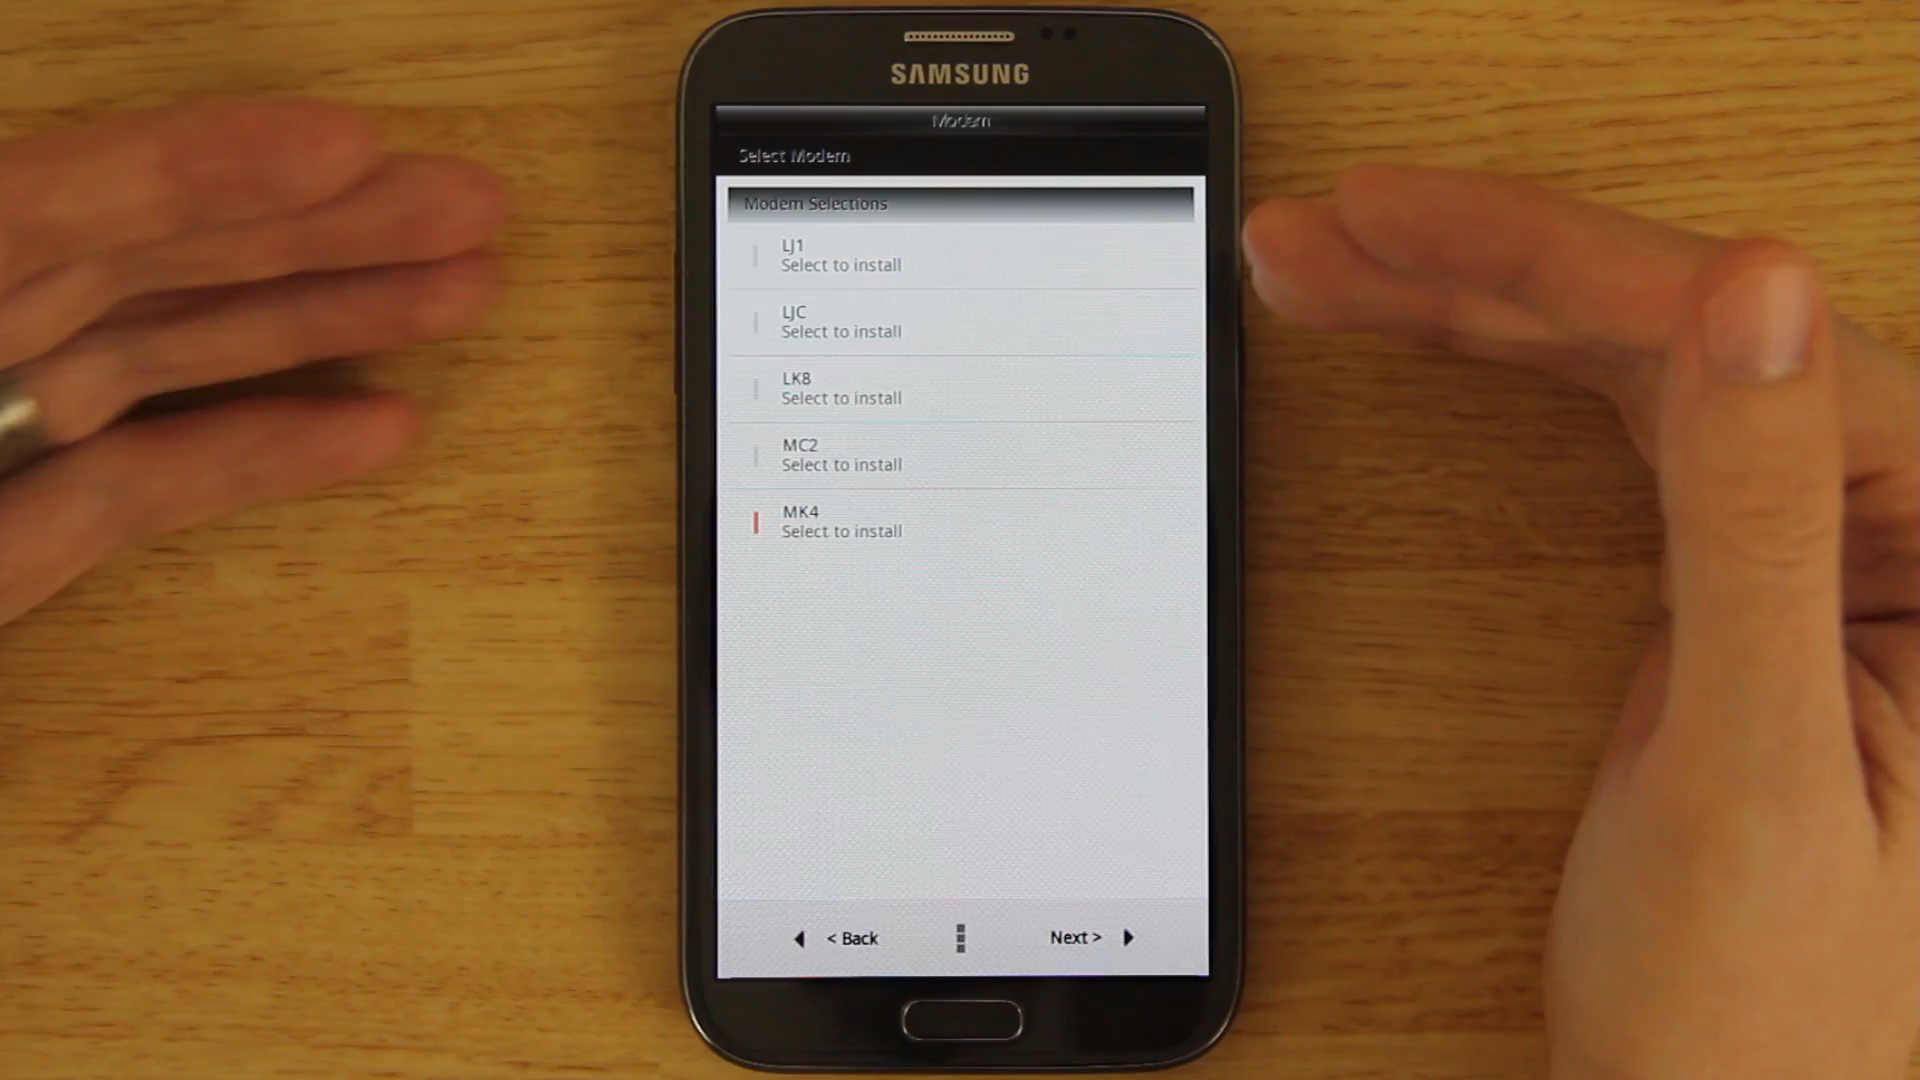 SAMSUNG
Modem
Select Modem
Modem Selections
LJ1
Select to install
LJC
Select to install
LK8
Select to install
MC2
Select to install
MK4
Select to install
< Back
Next >